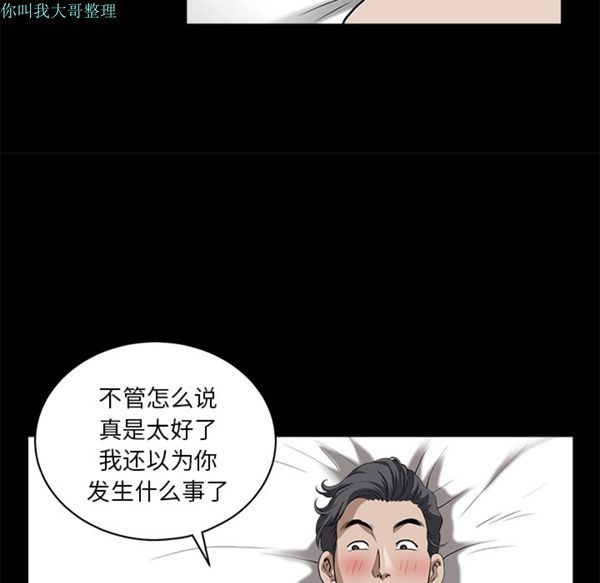 你叫我大哥整理
不管怎么说
真是太好了
我还以为你
发生什么事了